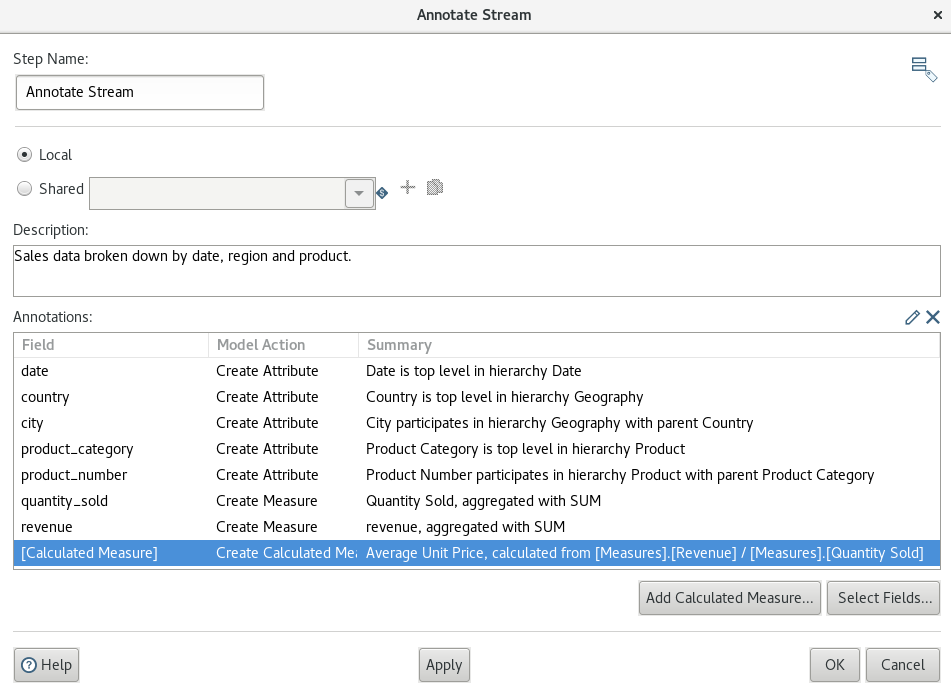 Annotate Stream
Step Name:
Annotate Stream
Local
Shared
Description:
Sales data broken down by date, region and product.
Annotations:
Field Model Action Summary
date Create Attribute Date is top level in hierarchy Date
country Create Attribute Country is top level in hierarchy Geography
city Create Attribute City participates in hierarchy Geography with parent Country
product_category Create Attribute Product Category is top level in hierarchy Product
product_number Create Attribute Product Number participates in hierarchy Product with parent Product Category
quantity_sold Create Measure Quantity Sold, aggregated with SUM
revenue Create Measure revenue, aggregated with SUM
[Calculated Measure] Create Calculated Mea Average Unit Price, calculated from [Measures].[Revenue] / [Measures].[Quantity Sold]
Add Calculated Measure... Select Fields...
Help Apply OK Cancel